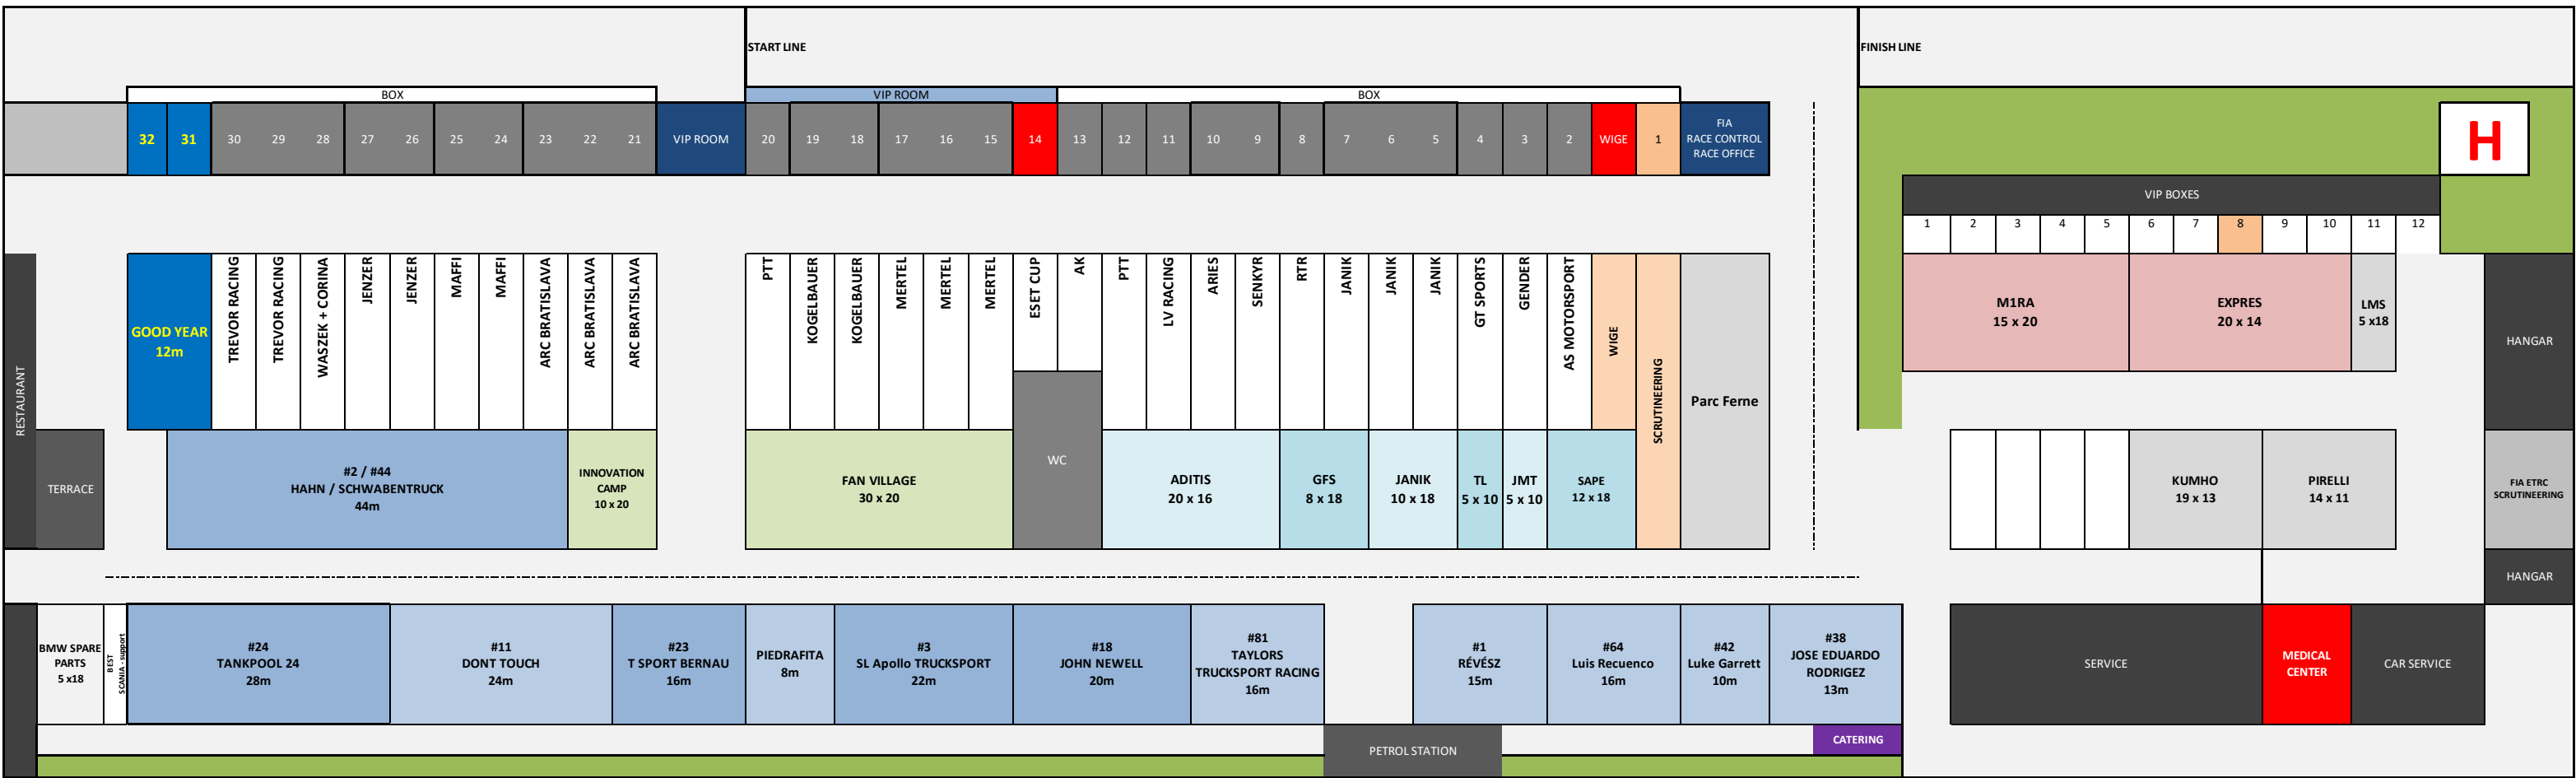 START LINE
FINISH LINE
BOX
VIP ROOM
BOX
32
31
30
29
28
27
26
25
24
23
22
21
VIP ROOM
20
19
18
17
16
15
14
13
12
11
10
9
8
7
6
5
4
3
2
WIGE
1
FIA
RACE CONTROL
RACE OFFICE
H
VIP BOXES
1
2
3
4
5
6
7
8
9
10
11
12
RESTAURANT
TERRACE
GOOD YEAR
12m
TREVOR RACING
TREVOR RACING
WASZEK + CORINA
JENZER
JENZER
MAFFI
MAFFI
ARC BRATISLAVA
ARC BRATISLAVA
ARC BRATISLAVA
PTT
KOGELBAUER
KOGELBAUER
MERTEL
MERTEL
MERTEL
ESET CUP
AK
PTT
LV RACING
ARIES
SENKYR
RTR
JANIK
JANIK
JANIK
GT SPORTS
GENDER
AS MOTORSPORT
WIGE
SCRUTINEERING
Parc Ferne
M1RA
15 x 20
EXPRES
20 x 14
LMS
5 x18
HANGAR
#2 / #44
HAHN / SCHWABENTRUCK
44m
INNOVATION
CAMP
10 x 20
FAN VILLAGE
30 x 20
WC
ADITIS
20 x 16
GFS
8 x 18
JANIK
10 x 18
TL
5 x 10
JMT
5 x 10
SAPE
12 x 18
KUMHO
19 x 13
PIRELLI
14 x 11
FIA ETRC
SCRUTINEERING
HANGAR
BMW SPARE
PARTS
5 x18
BEST
SCANIA - support
#24
TANKPOOL 24
28m
#11
DONT TOUCH
24m
#23
T SPORT BERNAU
16m
PIEDRAFITA
8m
#3
SL Apollo TRUCKSPORT
22m
#18
JOHN NEWELL
20m
#81
TAYLORS
TRUCKSPORT RACING
16m
#1
RÉVÉSZ
15m
#64
Luis Recuenco
16m
#42
Luke Garrett
10m
#38
JOSE EDUARDO
RODRIGEZ
13m
SERVICE
MEDICAL
CENTER
CAR SERVICE
PETROL STATION
CATERING